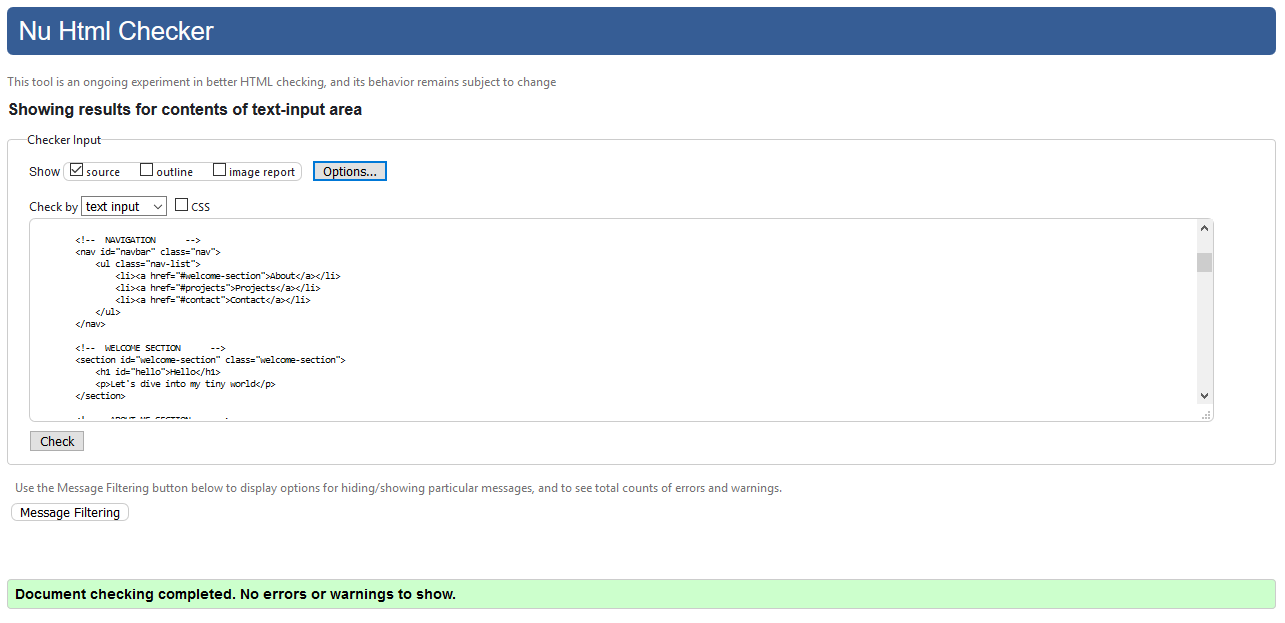 Nu Html Checker
This tool is an ongoing experiment in better HTML checking, and its behavior remains subject to change
Showing results for contents of text-input area
Checker Input
Show source outline image report Options...
Check by text input CSS
<!--  NAVIGATION      -->
<nav id="navbar" class="nav">
<ul class="nav-list">
<li><a href="#welcome-section">About</a></li>
<li><a href="#projects">Projects</a></li>
<li><a href="#contact">Contact</a></li>
</ul>
</nav>
<!--  WELCOME SECTION      -->
<section id="welcome-section" class="welcome-section">
<h1 id="hello">Hello</h1>
<p>Let's dive into my tiny world</p>
</section>
Check
Use the Message Filtering button below to display options for hiding/showing particular messages, and to see total counts of errors and warnings.
Message Filtering
Document checking completed. No errors or warnings to show.